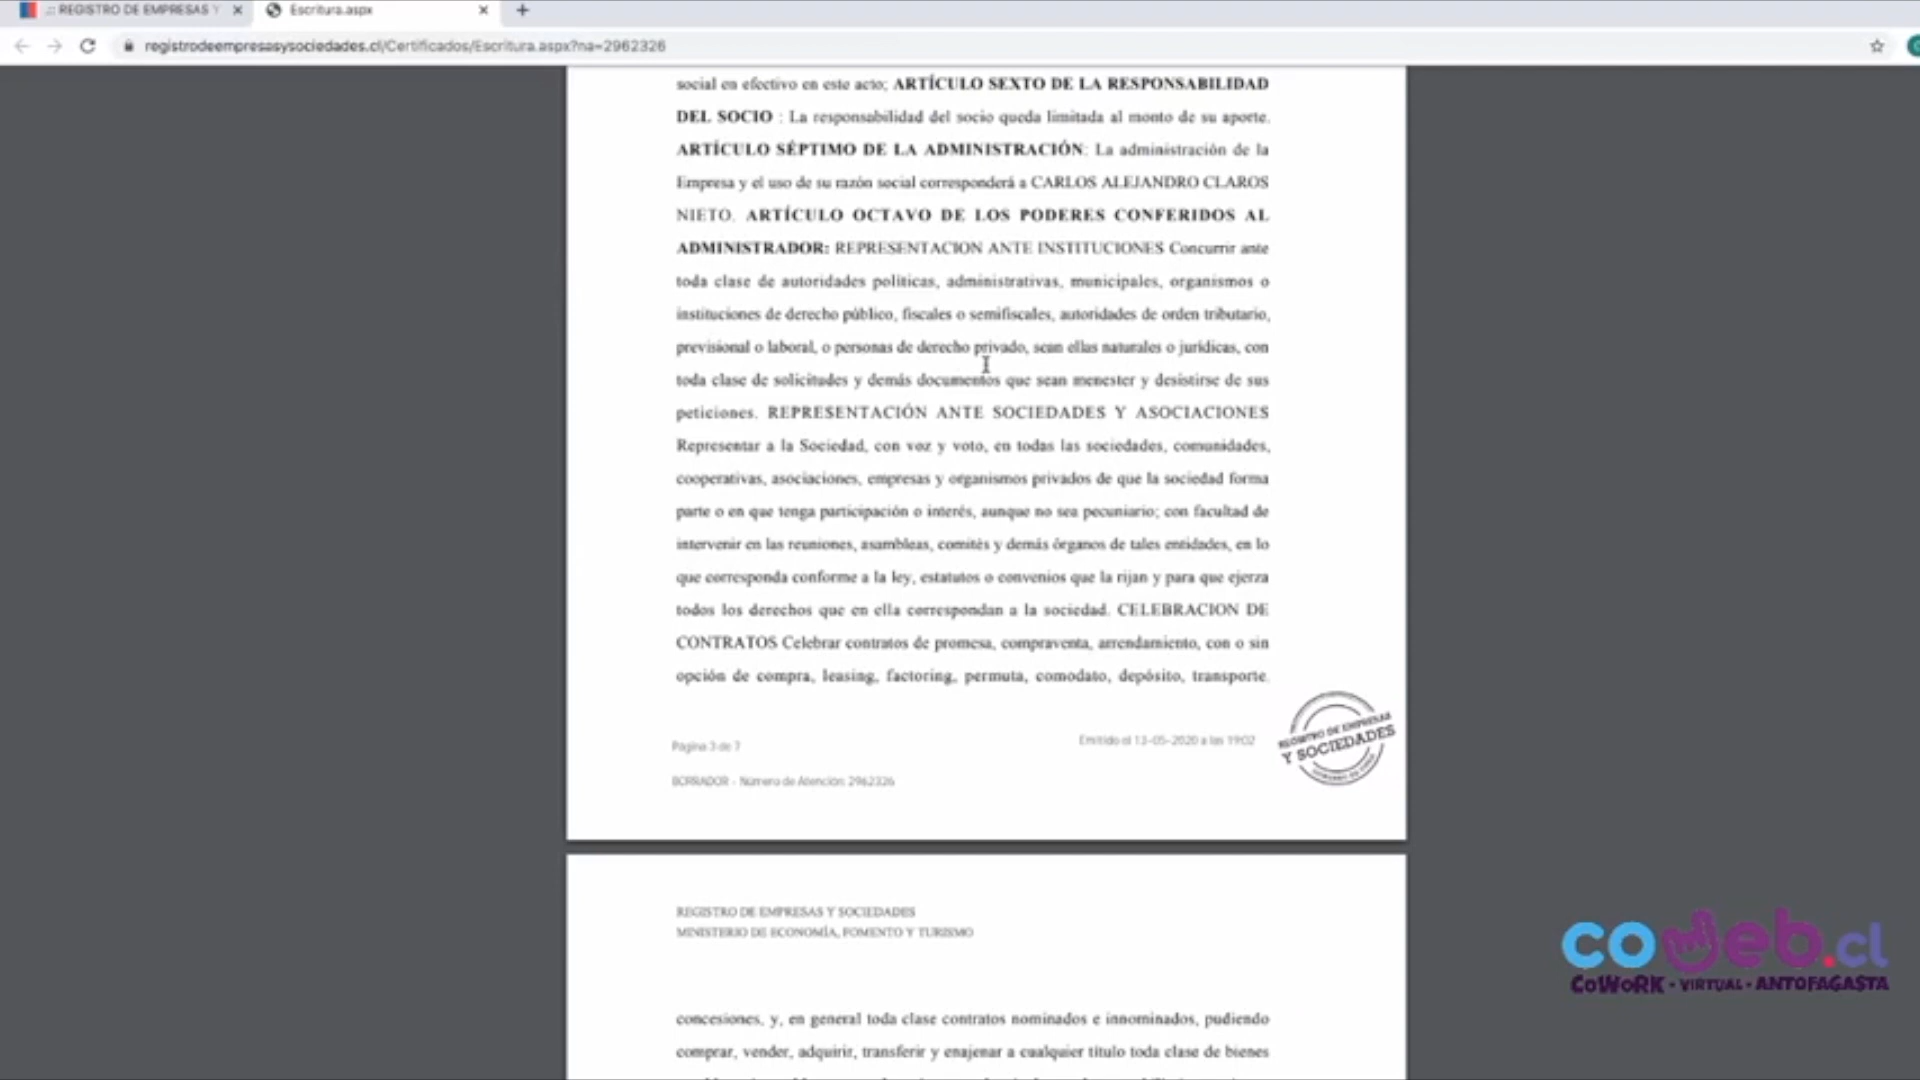 .:: REGISTRO DE EMPRESAS Y
Escritura.aspx
registrodeempresasysociedades.cl/Certificados/Escritura.aspx?na=2962326
social en efectivo en este acto; ARTÍCULO SEXTO DE LA RESPONSABILIDAD
DEL SOCIO : La responsabilidad del socio queda limitada al monto de su aporte.
ARTÍCULO SÉPTIMO DE LA ADMINISTRACIÓN: La administración de la
Empresa y el uso de su razón social corresponderá a CARLOS ALEJANDRO CLAROS
NIETO. ARTÍCULO OCTAVO DE LOS PODERES CONFERIDOS AL
ADMINISTRADOR: REPRESENTACION ANTE INSTITUCIONES Concurrir ante
toda clase de autoridades políticas, administrativas, municipales, organismos o
instituciones de derecho público, fiscales o semifiscales, autoridades de orden tributario,
previsional o laboral, o personas de derecho privado, sean ellas naturales o jurídicas, con
toda clase de solicitudes y demás documentos que sean menester y desistirse de sus
peticiones. REPRESENTACIÓN ANTE SOCIEDADES Y ASOCIACIONES
Representar a la Sociedad, con voz y voto, en todas las sociedades, comunidades,
cooperativas, asociaciones, empresas y organismos privados de que la sociedad forma
parte o en que tenga participación o interés, aunque no sea pecuniario; con facultad de
intervenir en las reuniones, asambleas, comités y demás órganos de tales entidades, en lo
que corresponda conforme a la ley, estatutos o convenios que la rijan y para que ejerza
todos los derechos que en ella correspondan a la sociedad. CELEBRACION DE
CONTRATOS Celebrar contratos de promesa, compraventa, arrendamiento, con o sin
opción de compra, leasing, factoring, permuta, comodato, depósito, transporte.
Página 3 de 7
Emitido el 13-05-2020 a las 19:02
REGISTRO DE EMPRESAS
Y SOCIEDADES
GOBIERNO DE CHILE
BORRADOR - Número de Atención: 2962326
REGISTRO DE EMPRESAS Y SOCIEDADES
MINISTERIO DE ECONOMÍA, FOMENTO Y TURISMO
concesiones, y, en general toda clase contratos nominados e innominados, pudiendo
comprar, vender, adquirir, transferir y enajenar a cualquier título toda clase de bienes
coweb.cl
CoWoRK · VIRTUAL · ANTOFAGASTA